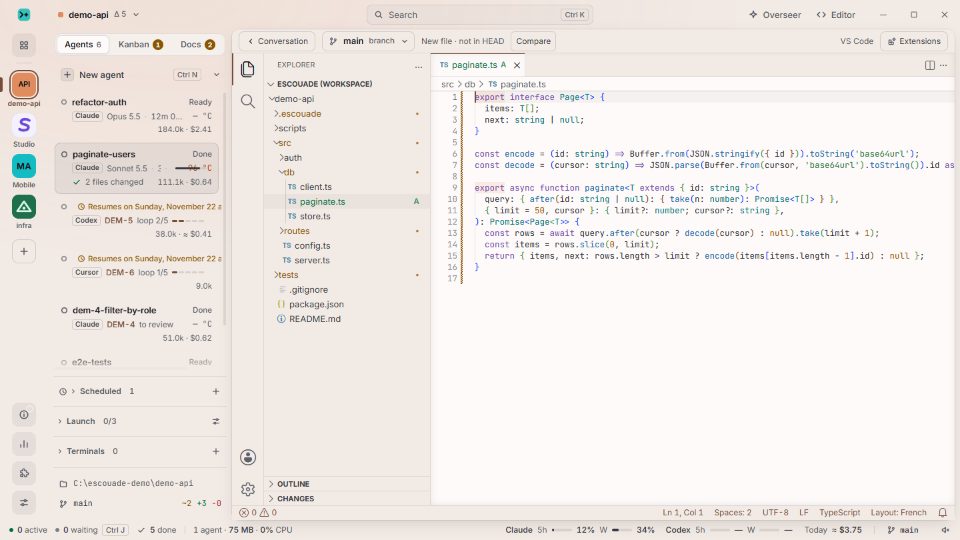 demo-api Δ 5
Search Ctrl K
Overseer
Editor
API
demo-api
Studio
MA
Mobile
infra
Agents 6
Kanban 1
Docs 2
New agent Ctrl N
refactor-auth Ready
Claude Opus 5.5 · 12m 0... — °C
184.0k · $2.41
paginate-users Done
Claude Sonnet 5.5
2 files changed 111.1k · $0.64
Resumes on Sunday, November 22 a
Codex DEM-5 loop 2/5
38.0k · ≈ $0.41
Resumes on Sunday, November 22 a
Cursor DEM-6 loop 1/5
9.0k
dem-4-filter-by-role Done
Claude DEM-4 to review — °C
51.0k · $0.62
e2e-tests Ready
Scheduled 1
Launch 0/3
Terminals 0
C:\escouade-demo\demo-api
main ~2 +3 -0
Conversation
main branch
New file · not in HEAD
Compare
VS Code
Extensions
EXPLORER
ESCOUADE (WORKSPACE)
demo-api
.escouade
scripts
src
auth
db
TS client.ts
TS paginate.ts A
TS store.ts
routes
TS config.ts
TS server.ts
tests
.gitignore
{} package.json
README.md
OUTLINE
CHANGES
TS paginate.ts A
src > db > TS paginate.ts
1 export interface Page<T> {
2 items: T[];
3 next: string | null;
4 }
5
6 const encode = (id: string) => Buffer.from(JSON.stringify({ id })).toString('base64url');
7 const decode = (cursor: string) => JSON.parse(Buffer.from(cursor, 'base64url').toString()).id as
8
9 export async function paginate<T extends { id: string }>(
10 query: { after(id: string | null): { take(n: number): Promise<T[]> } },
11 { limit = 50, cursor }: { limit?: number; cursor?: string },
12 ): Promise<Page<T>> {
13 const rows = await query.after(cursor ? decode(cursor) : null).take(limit + 1);
14 const items = rows.slice(0, limit);
15 return { items, next: rows.length > limit ? encode(items[items.length - 1].id) : null };
16 }
17
0 0
Ln 1, Col 1
Spaces: 2
UTF-8
LF
TypeScript
Layout: French
0 active
0 waiting Ctrl J
5 done
1 agent · 75 MB · 0% CPU
Claude 5h 12% W 34%
Codex 5h — W —
Today ≈ $3.75
main